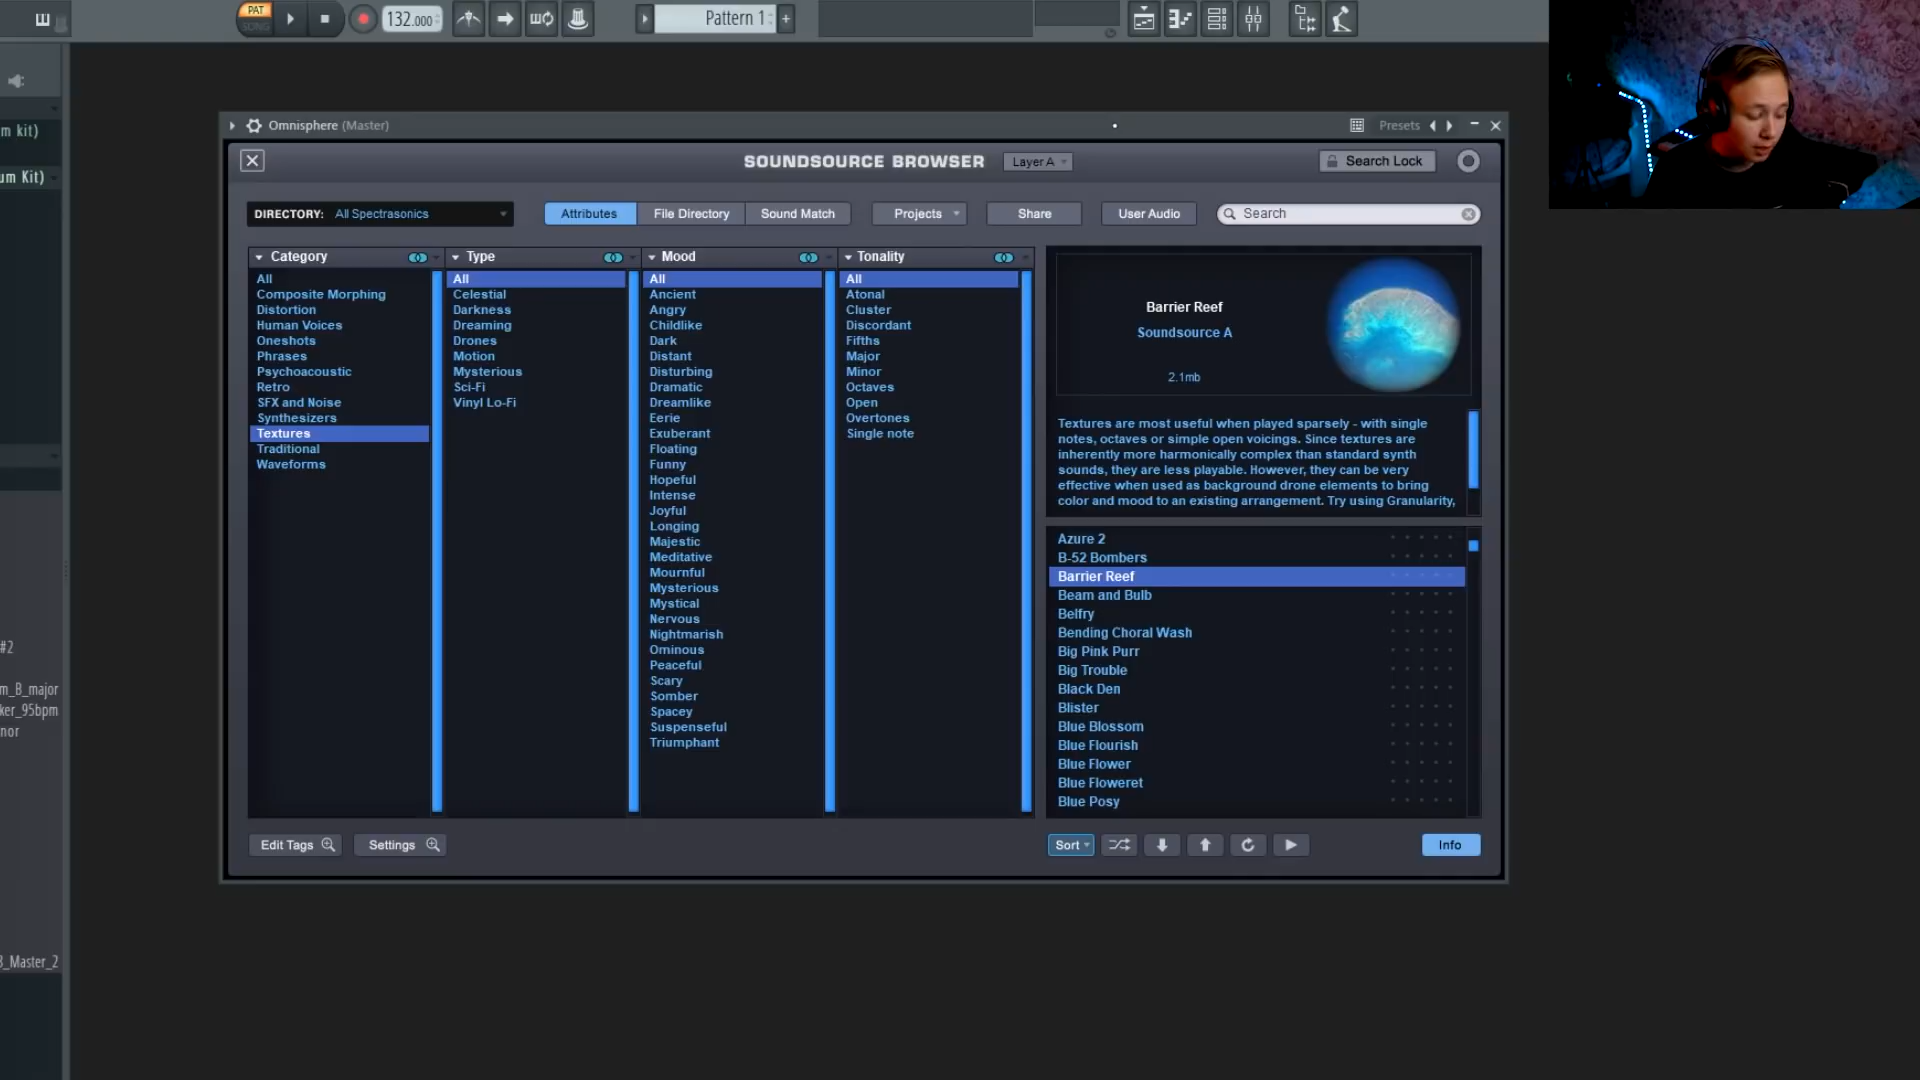 PAT
SONG
132.000
Pattern 1
m kit)
um Kit)
#2
m_B_major
ker_95bpm
nor
3_Master_2
Omnisphere (Master)
Presets
SOUNDSOURCE BROWSER
Layer A
Search Lock
DIRECTORY: All Spectrasonics
Attributes
File Directory
Sound Match
Projects
Share
User Audio
Search
Category
All
Composite Morphing
Distortion
Human Voices
Oneshots
Phrases
Psychoacoustic
Retro
SFX and Noise
Synthesizers
Textures
Traditional
Waveforms
Type
All
Celestial
Darkness
Dreaming
Drones
Motion
Mysterious
Sci-Fi
Vinyl Lo-Fi
Mood
All
Ancient
Angry
Childlike
Dark
Distant
Disturbing
Dramatic
Dreamlike
Eerie
Exuberant
Floating
Funny
Hopeful
Intense
Joyful
Longing
Majestic
Meditative
Mournful
Mysterious
Mystical
Nervous
Nightmarish
Ominous
Peaceful
Scary
Somber
Spacey
Suspenseful
Triumphant
Tonality
All
Atonal
Cluster
Discordant
Fifths
Major
Minor
Octaves
Open
Overtones
Single note
Barrier Reef
Soundsource A
2.1mb
Textures are most useful when played sparsely - with single
notes, octaves or simple open voicings. Since textures are
inherently more harmonically complex than standard synth
sounds, they are less playable. However, they can be very
effective when used as background drone elements to bring
color and mood to an existing arrangement. Try using Granularity,
Azure 2
B-52 Bombers
Barrier Reef
Beam and Bulb
Belfry
Bending Choral Wash
Big Pink Purr
Big Trouble
Black Den
Blister
Blue Blossom
Blue Flourish
Blue Flower
Blue Floweret
Blue Posy
Edit Tags
Settings
Sort
Info